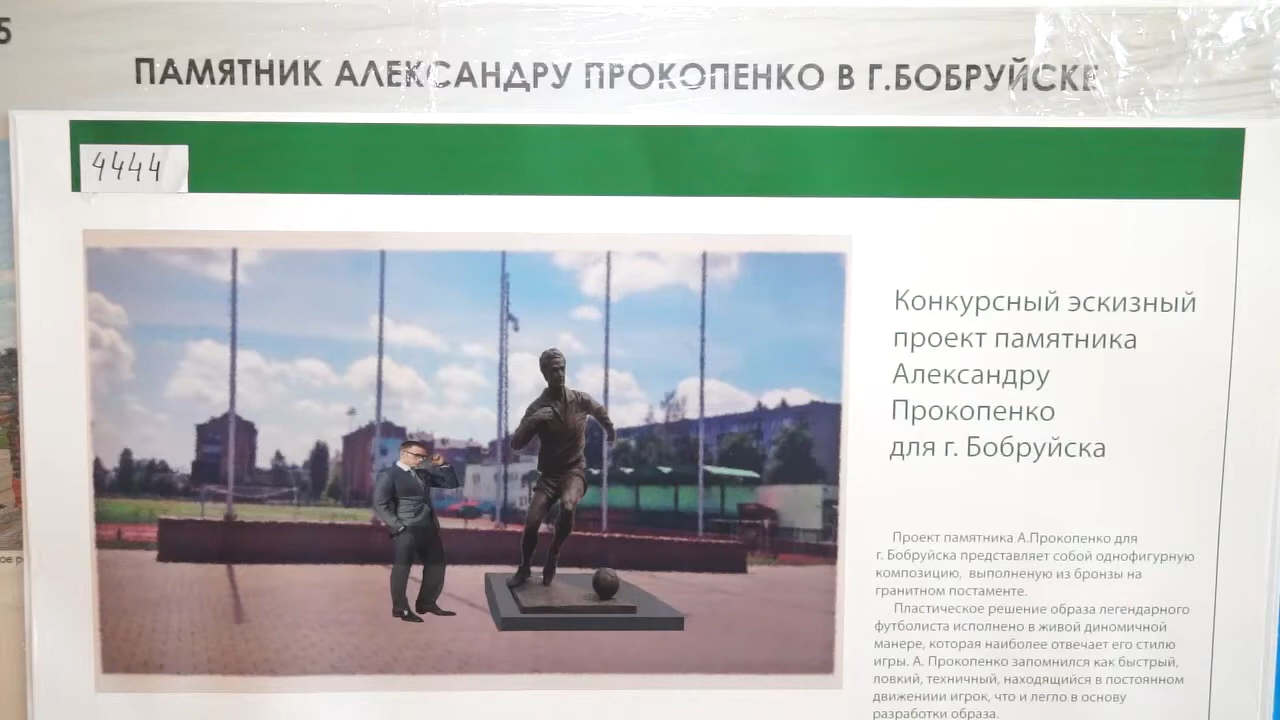 5
ПАМЯТНИК АЛЕКСАНДРУ ПРОКОПЕНКО В Г.БОБРУЙСКЕ
4444
Конкурсный эскизный
проект памятника
Александру
Прокопенко
для г. Бобруйска
Проект памятника А.Прокопенко для
г. Бобруйска представляет собой однофигурную
композицию, выполненую из бронзы на
гранитном постаменте.
Пластическое решение образа легендарного
футболиста исполнено в живой диномичной
манере, которая наиболее отвечает его стилю
игры. А. Прокопенко запомнился как быстрый,
ловкий, техничный, находящийся в постоянном
движениии игрок, что и легло в основу
разработки образа.